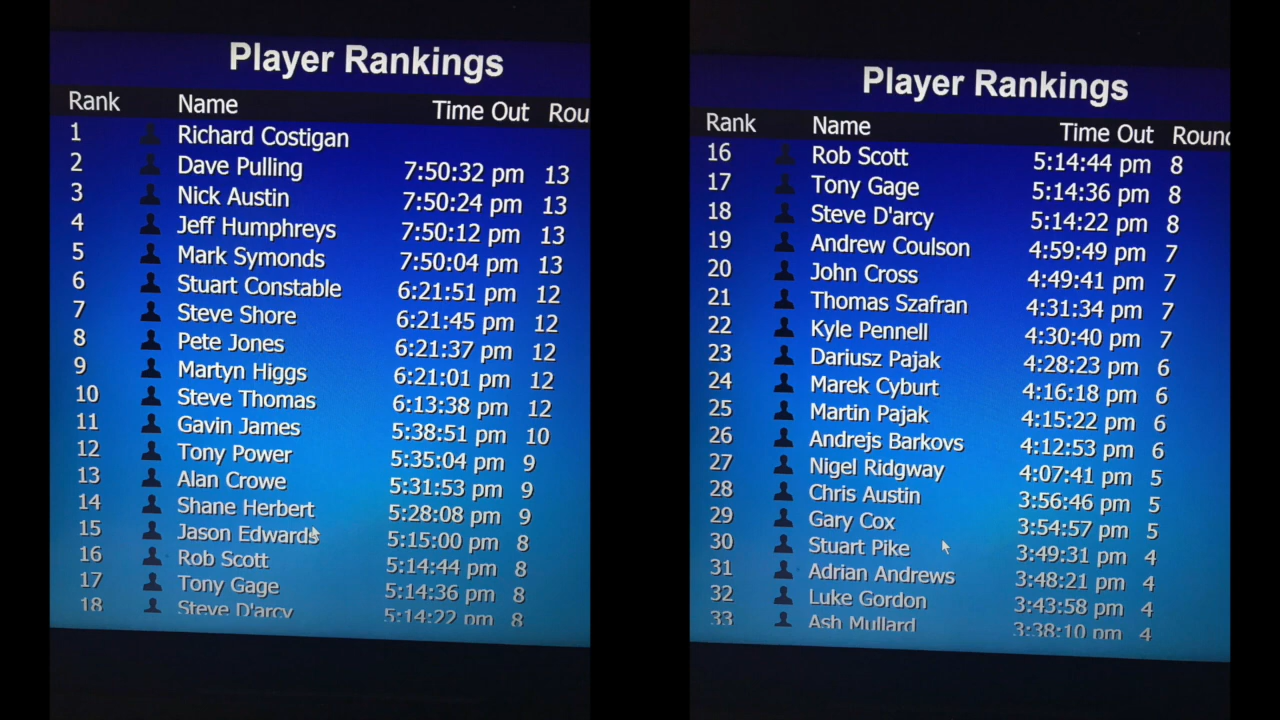 Player Rankings
Rank Name Time Out Rou
1 Richard Costigan
2 Dave Pulling 7:50:32 pm 13
3 Nick Austin 7:50:24 pm 13
4 Jeff Humphreys 7:50:12 pm 13
5 Mark Symonds 7:50:04 pm 13
6 Stuart Constable 6:21:51 pm 12
7 Steve Shore 6:21:45 pm 12
8 Pete Jones 6:21:37 pm 12
9 Martyn Higgs 6:21:01 pm 12
10 Steve Thomas 6:13:38 pm 12
11 Gavin James 5:38:51 pm 10
12 Tony Power 5:35:04 pm 9
13 Alan Crowe 5:31:53 pm 9
14 Shane Herbert 5:28:08 pm 9
15 Jason Edwards 5:15:00 pm 8
16 Rob Scott 5:14:44 pm 8
17 Tony Gage 5:14:36 pm 8
18 Steve D'arcy 5:14:22 pm 8
Player Rankings
Rank Name Time Out Round
16 Rob Scott 5:14:44 pm 8
17 Tony Gage 5:14:36 pm 8
18 Steve D'arcy 5:14:22 pm 8
19 Andrew Coulson 4:59:49 pm 7
20 John Cross 4:49:41 pm 7
21 Thomas Szafran 4:31:34 pm 7
22 Kyle Pennell 4:30:40 pm 7
23 Dariusz Pajak 4:28:23 pm 6
24 Marek Cyburt 4:16:18 pm 6
25 Martin Pajak 4:15:22 pm 6
26 Andrejs Barkovs 4:12:53 pm 6
27 Nigel Ridgway 4:07:41 pm 5
28 Chris Austin 3:56:46 pm 5
29 Gary Cox 3:54:57 pm 5
30 Stuart Pike 3:49:31 pm 4
31 Adrian Andrews 3:48:21 pm 4
32 Luke Gordon 3:43:58 pm 4
33 Ash Mullard 3:38:10 pm 4